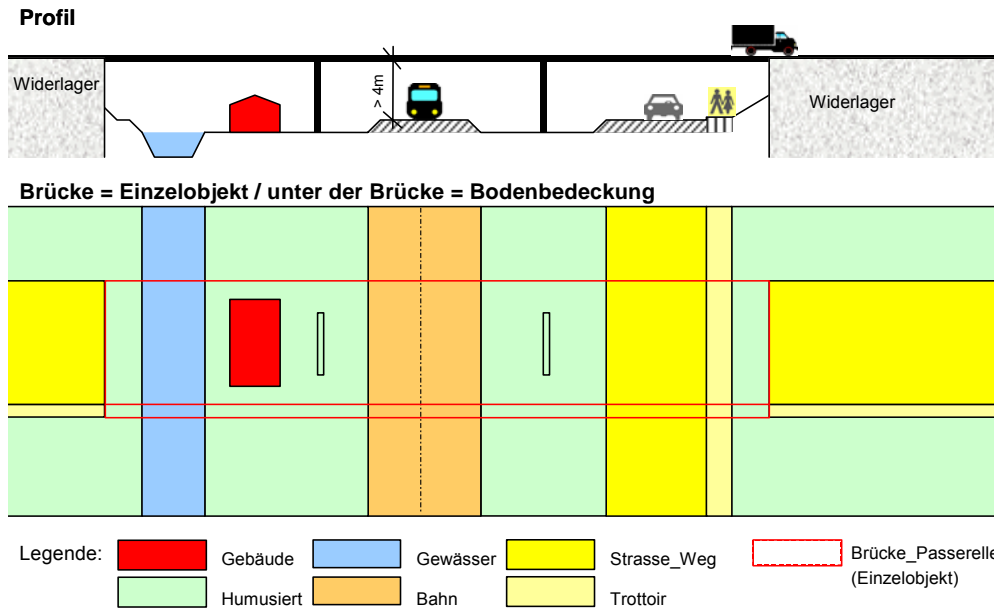 Profil
Widerlager
> 4m
Widerlager
Brücke = Einzelobjekt / unter der Brücke = Bodenbedeckung
Legende: Gebäude Gewässer Strasse_Weg Brücke_Passerelle
(Einzelobjekt)
Humusiert Bahn Trottoir